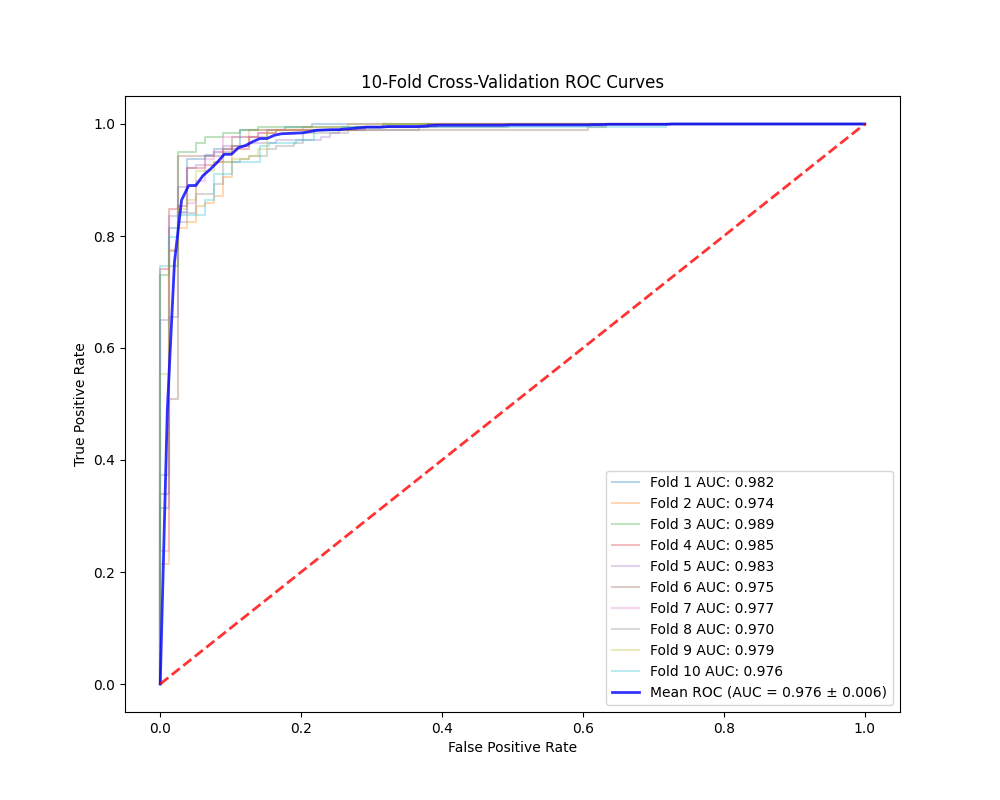 10-Fold Cross-Validation ROC Curves
True Positive Rate
1.0
0.8
0.6
0.4
0.2
0.0
Fold 1 AUC: 0.982
Fold 2 AUC: 0.974
Fold 3 AUC: 0.989
Fold 4 AUC: 0.985
Fold 5 AUC: 0.983
Fold 6 AUC: 0.975
Fold 7 AUC: 0.977
Fold 8 AUC: 0.970
Fold 9 AUC: 0.979
Fold 10 AUC: 0.976
Mean ROC (AUC = 0.976 ± 0.006)
0.0 0.2 0.4 0.6 0.8 1.0
False Positive Rate